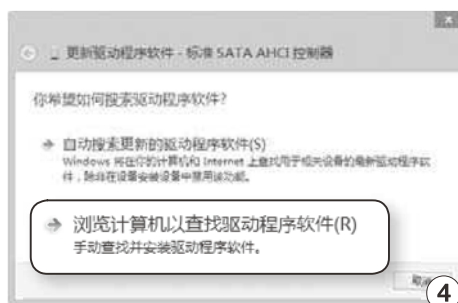 更新驱动程序软件 - 标准 SATA AHCI 控制器
你希望如何搜索驱动程序软件?
自动搜索更新的驱动程序软件(S)
Windows 将在你的计算机和 Internet 上查找用于相关设备的最新驱动程序软
件，除非在设备安装设置中禁用该功能。
浏览计算机以查找驱动程序软件(R)
手动查找并安装驱动程序软件。
取消
④